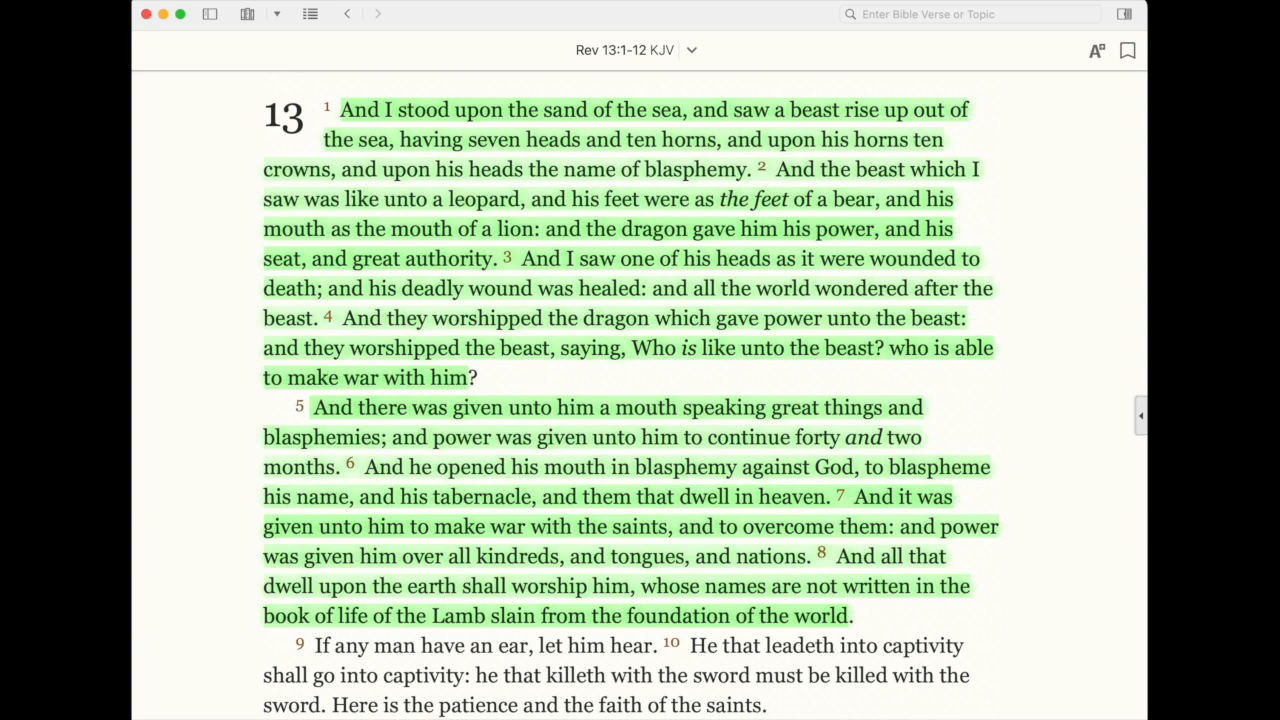 Enter Bible Verse or Topic
Rev 13:1-12 KJV
A
13 1 And I stood upon the sand of the sea, and saw a beast rise up out of
the sea, having seven heads and ten horns, and upon his horns ten
crowns, and upon his heads the name of blasphemy. 2 And the beast which I
saw was like unto a leopard, and his feet were as the feet of a bear, and his
mouth as the mouth of a lion: and the dragon gave him his power, and his
seat, and great authority. 3 And I saw one of his heads as it were wounded to
death; and his deadly wound was healed: and all the world wondered after the
beast. 4 And they worshipped the dragon which gave power unto the beast:
and they worshipped the beast, saying, Who is like unto the beast? who is able
to make war with him?
5 And there was given unto him a mouth speaking great things and
blasphemies; and power was given unto him to continue forty and two
months. 6 And he opened his mouth in blasphemy against God, to blaspheme
his name, and his tabernacle, and them that dwell in heaven. 7 And it was
given unto him to make war with the saints, and to overcome them: and power
was given him over all kindreds, and tongues, and nations. 8 And all that
dwell upon the earth shall worship him, whose names are not written in the
book of life of the Lamb slain from the foundation of the world.
9 If any man have an ear, let him hear. 10 He that leadeth into captivity
shall go into captivity: he that killeth with the sword must be killed with the
sword. Here is the patience and the faith of the saints.